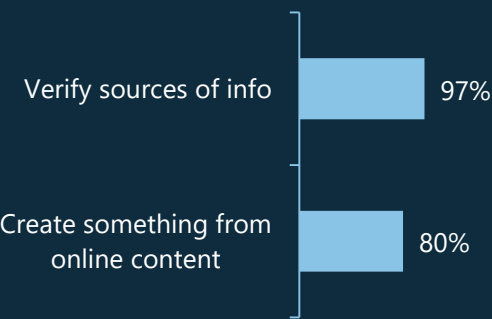 Verify sources of info
97%
Create something from
online content
80%